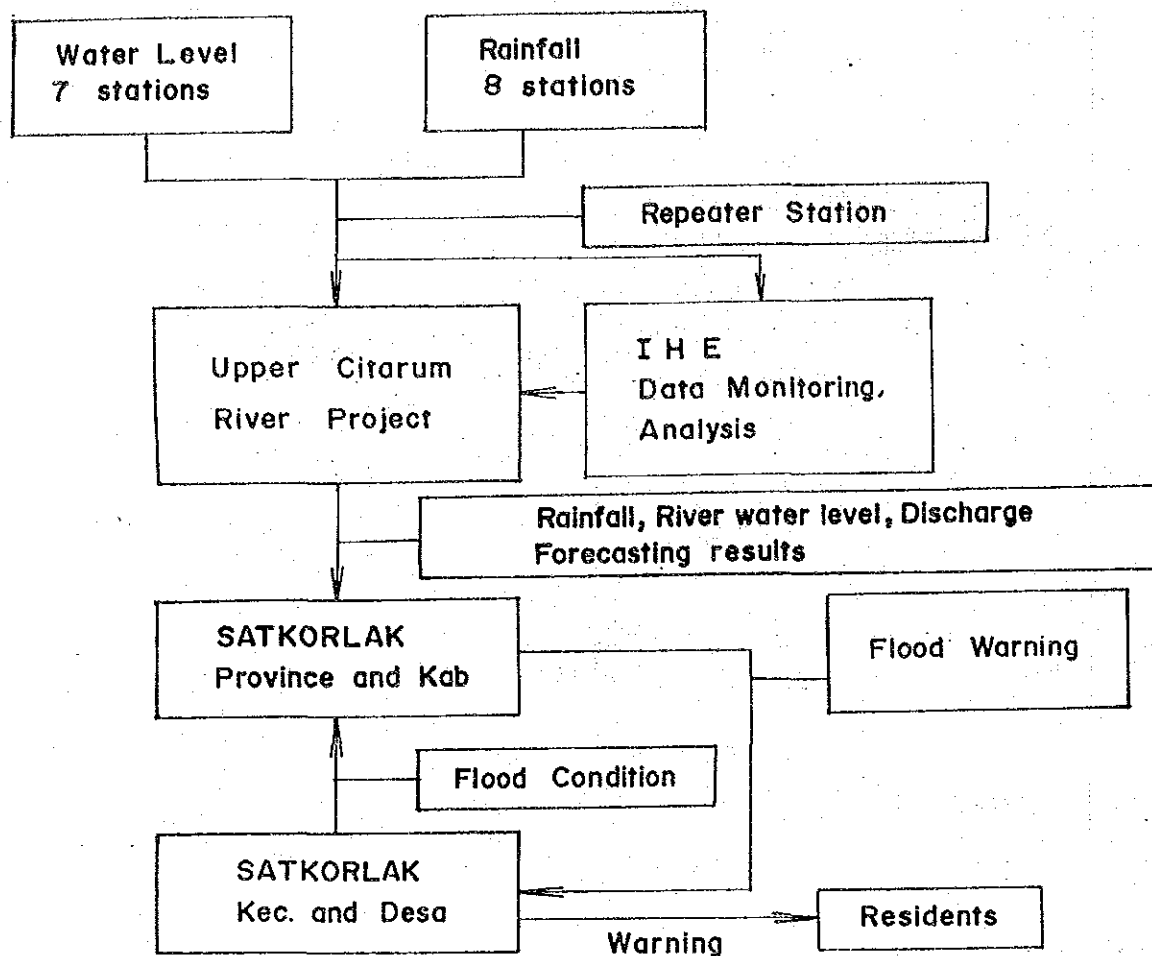 Water Level
7 stations
Rainfall
8 stations
Repeater Station
Upper Citarum
River Project
I H E
Data Monitoring,
Analysis
Rainfall, River water level, Discharge
Forecasting results
SATKORLAK
Province and Kab
Flood Warning
Flood Condition
SATKORLAK
Kec. and Desa
Warning
Residents